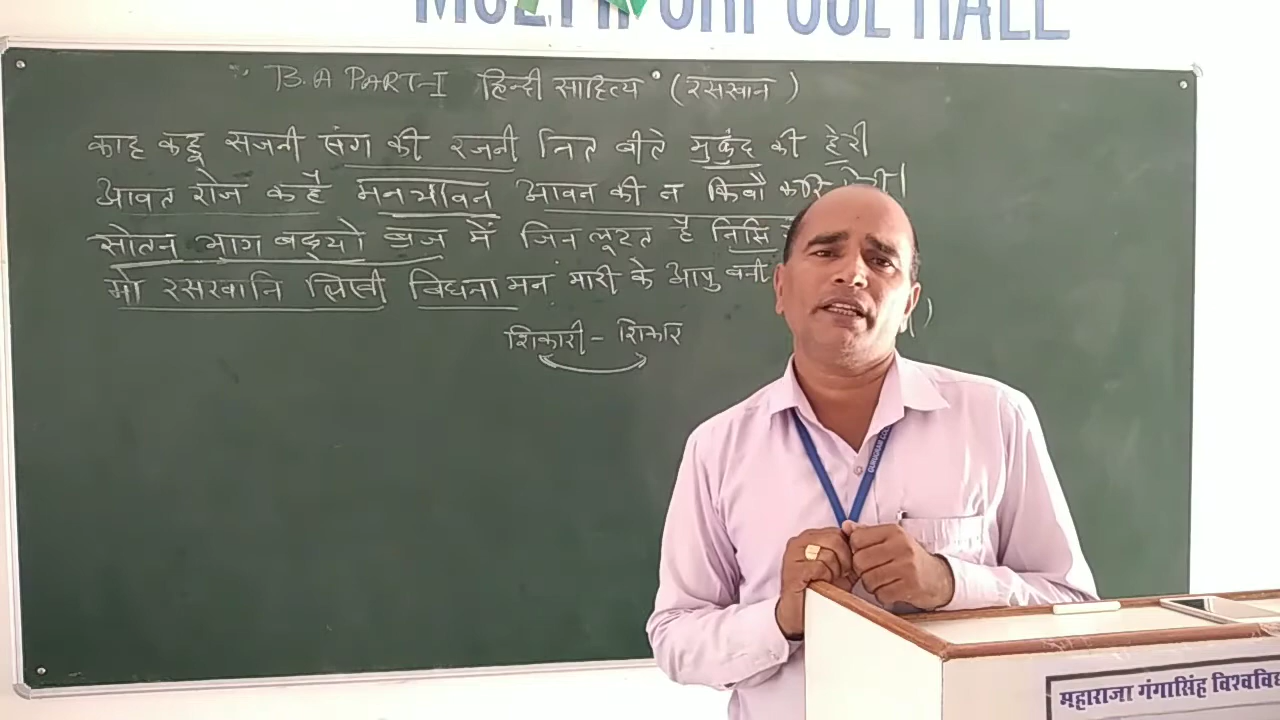 MULTIPURPOSE HALL
B.A PART-I हिन्दी साहित्य (रसखान)
काह कहू सजनी संग की रजनी नित बीते मुकुंद की हेरी
आवत रोज कहै मनभावन आवन की न किबौ करि
सोतन भाग बढ्यो ब्रज में जिन लूटत है निसि
मो रसखानि लिखी विधना मन मारी के आपु बनी
शिकारी - शिकार
महाराजा गंगासिंह विश्ववि